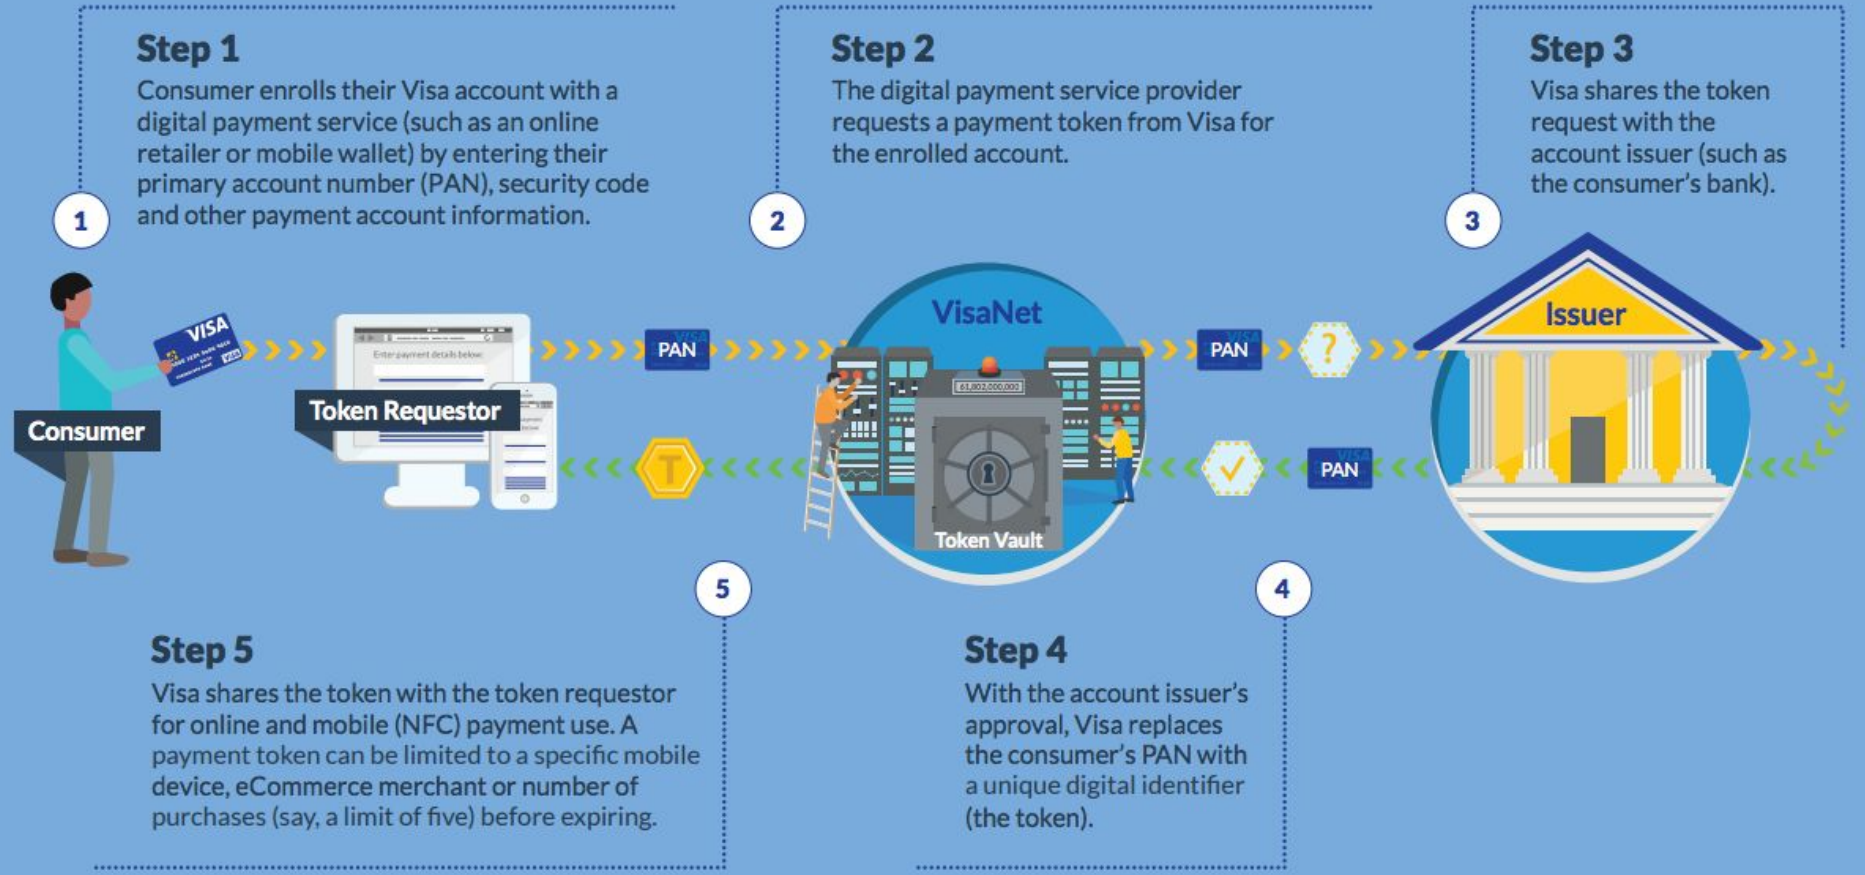 Step 1
Consumer enrolls their Visa account with a
digital payment service (such as an online
retailer or mobile wallet) by entering their
primary account number (PAN), security code
and other payment account information.
1
Step 2
The digital payment service provider
requests a payment token from Visa for
the enrolled account.
2
Step 3
Visa shares the token
request with the
account issuer (such as
the consumer’s bank).
3
Consumer
VISA
VISA
Enter payment details below:
Token Requestor
VISA
PAN
T
VisaNet
61,802,000,000
Token Vault
VISA
PAN
?
VISA
PAN
Issuer
5
4
Step 5
Visa shares the token with the token requestor
for online and mobile (NFC) payment use. A
payment token can be limited to a specific mobile
device, eCommerce merchant or number of
purchases (say, a limit of five) before expiring.
Step 4
With the account issuer’s
approval, Visa replaces
the consumer’s PAN with
a unique digital identifier
(the token).